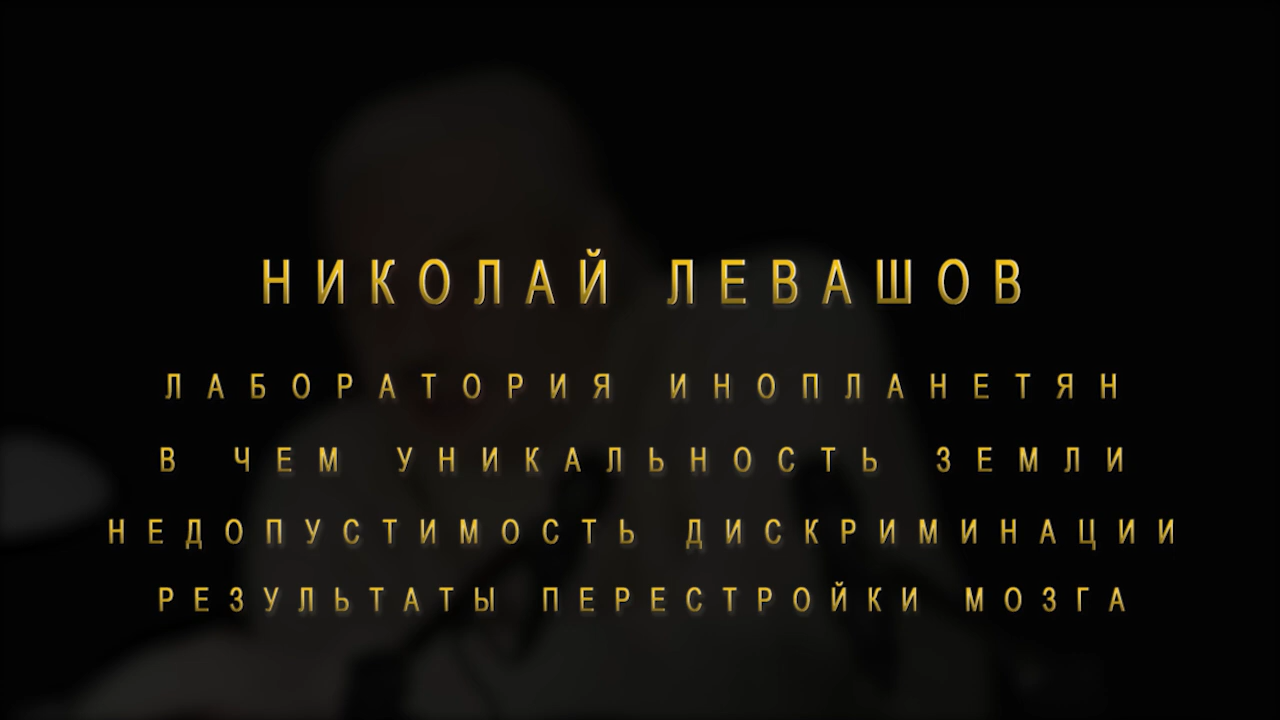 НИКОЛАЙ ЛЕВАШОВ
ЛАБОРАТОРИЯ ИНОПЛАНЕТЯН
В ЧЕМ УНИКАЛЬНОСТЬ ЗЕМЛИ
НЕДОПУСТИМОСТЬ ДИСКРИМИНАЦИИ
РЕЗУЛЬТАТЫ ПЕРЕСТРОЙКИ МОЗГА